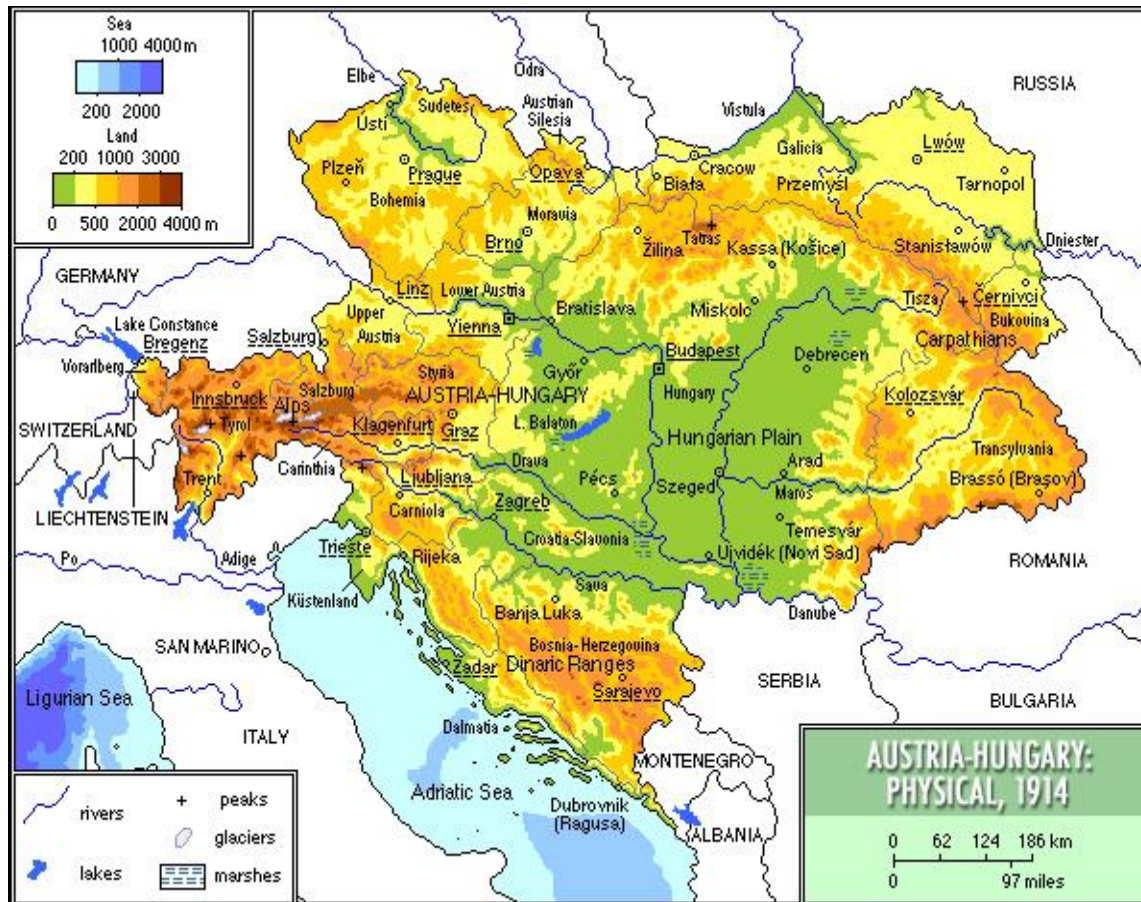 Sea
1000 4000 m
200 2000
Land
200 1000 3000
0 500 2000 4000 m
Elbe
Odra
Sudetes
Austrian
Silesia
Vistula
RUSSIA
Usti
Plzeň
Prague
Bohemia
Opava
Moravia
Brno
Biała
Cracow
Galicia
Przemyśl
Lwów
Tarnopol
Žilina
Tatras
Kassa (Košice)
Stanisławów
Dniester
GERMANY
Linz
Lower Austria
Bratislava
Miskolc
Tisza
Černivci
Bukovina
Carpathians
Lake Constance
Bregenz
Vorarlberg
Salzburg
Upper
Austria
Vienna
Győr
Budapest
Debrecen
Innsbruck
Alps
Salzburg
Styria
AUSTRIA-HUNGARY
Hungary
Kolozsvár
SWITZERLAND
Tyrol
Klagenfurt
Graz
L. Balaton
Hungarian Plain
Transylvania
Carinthia
Ljubljana
Drava
Trent
Pécs
Szeged
Arad
Maros
Brassó (Brașov)
LIECHTENSTEIN
Carniola
Zagreb
Croatia-Slavonia
Temesvár
Trieste
Rijeka
Ujvidék (Novi Sad)
Po
Adige
ROMANIA
Küstenland
Sava
Banja Luka
Danube
SAN MARINO
Bosnia-Herzegovina
Dinaric Ranges
Zadar
Sarajevo
SERBIA
Ligurian Sea
BULGARIA
ITALY
Dalmatia
MONTENEGRO
Adriatic Sea
Dubrovnik
(Ragusa)
ALBANIA
rivers
peaks
glaciers
lakes
marshes
AUSTRIA-HUNGARY:
PHYSICAL, 1914
0 62 124 186 km
0 97 miles